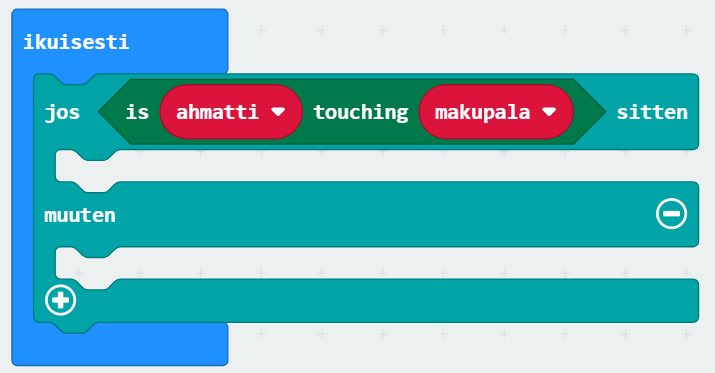 ikuisesti
jos is ahmatti touching makupala sitten
muuten